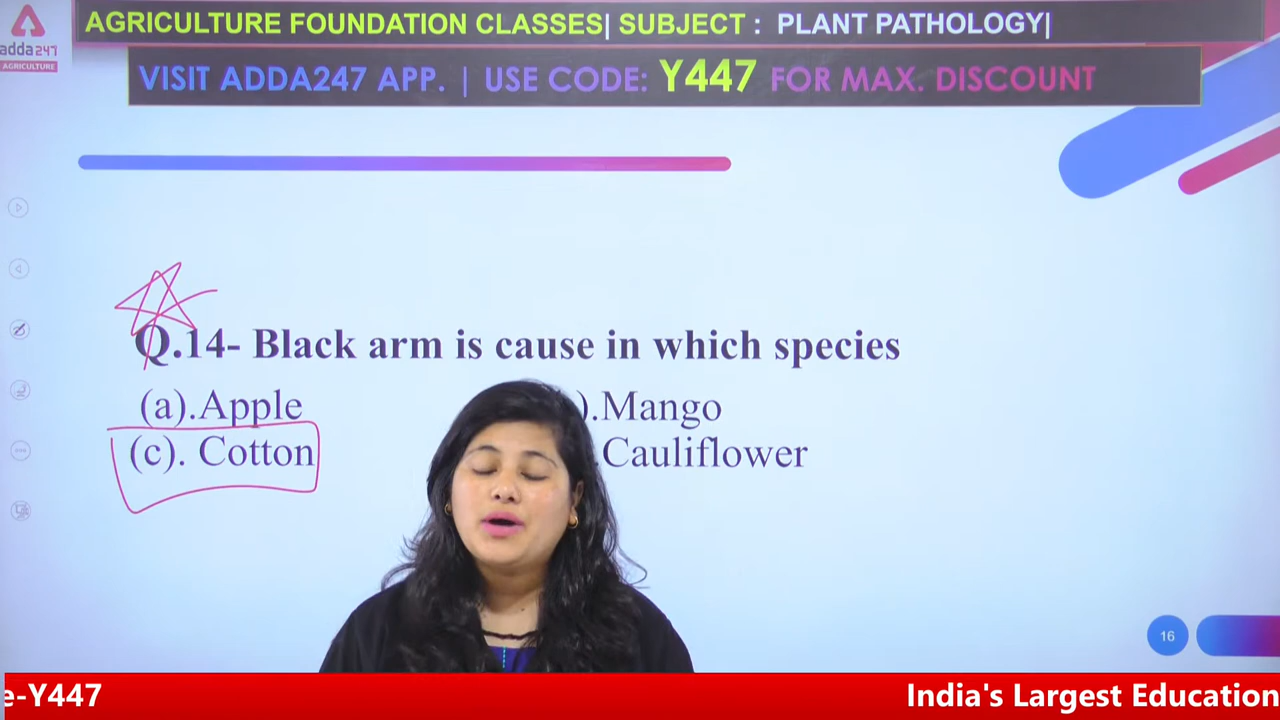 AGRICULTURE FOUNDATION CLASSES| SUBJECT : PLANT PATHOLOGY|
adda247
AGRICULTURE
VISIT ADDA247 APP. | USE CODE: Y447 FOR MAX. DISCOUNT
Q.14- Black arm is cause in which species
(a).Apple ).Mango
(c). Cotton .Cauliflower
16
e-Y447 India's Largest Education